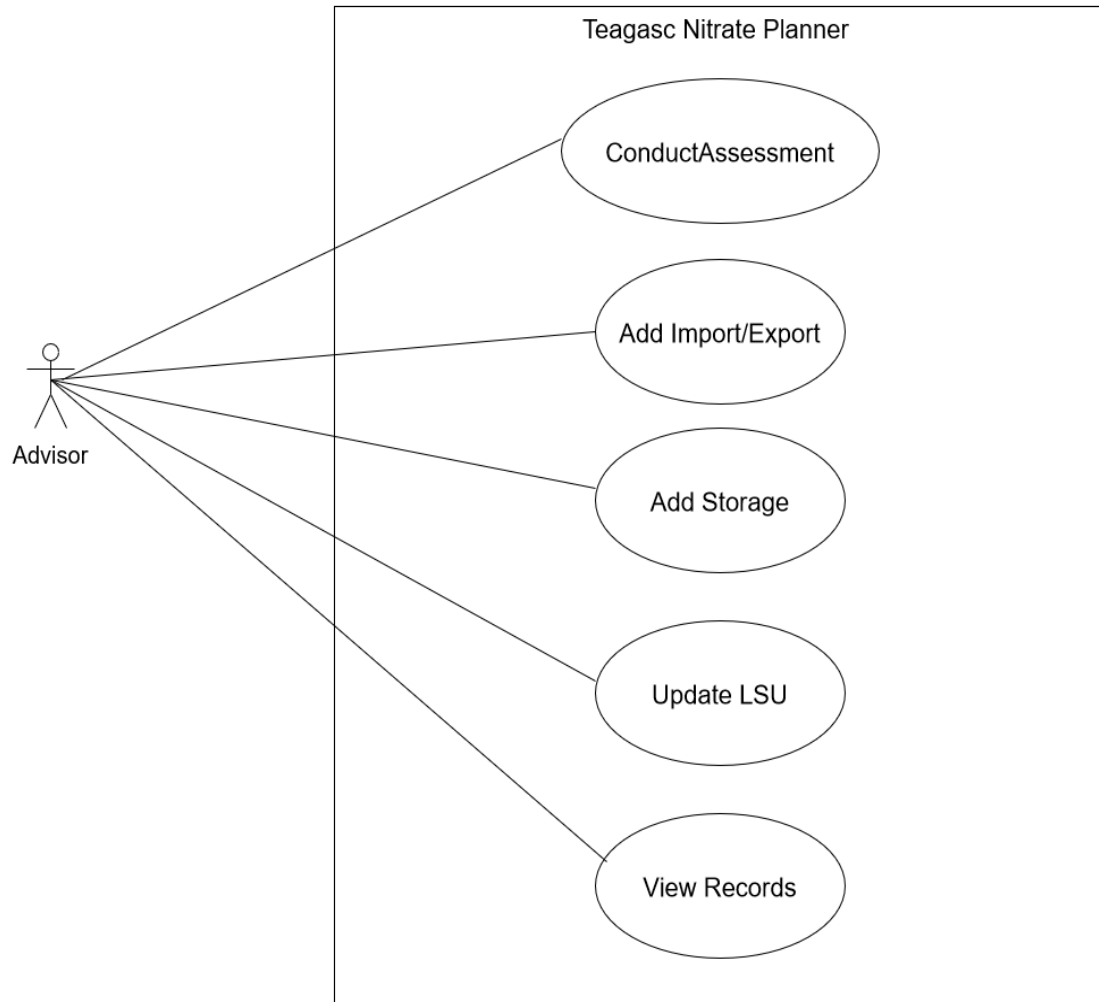 Teagasc Nitrate Planner
ConductAssessment
Add Import/Export
Advisor
Add Storage
Update LSU
View Records